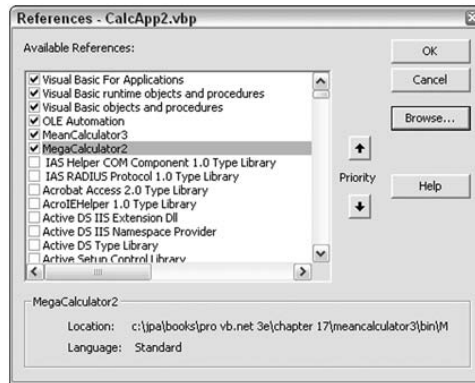 References - CalcApp2.vbp
Available References:
OK
Cancel
Browse...
Help
Visual Basic For Applications
Visual Basic runtime objects and procedures
Visual Basic objects and procedures
OLE Automation
MeanCalculator3
MegaCalculator2
IAS Helper COM Component 1.0 Type Library
IAS RADIUS Protocol 1.0 Type Library
Acrobat Access 2.0 Type Library
AcroIEHelper 1.0 Type Library
Active DS IIS Extension Dll
Active DS IIS Namespace Provider
Active DS Type Library
Active Setup Control Library
Priority
MegaCalculator2
Location: c:\jpa\books\pro vb.net 3e\chapter 17\meancalculator3\bin\M
Language: Standard